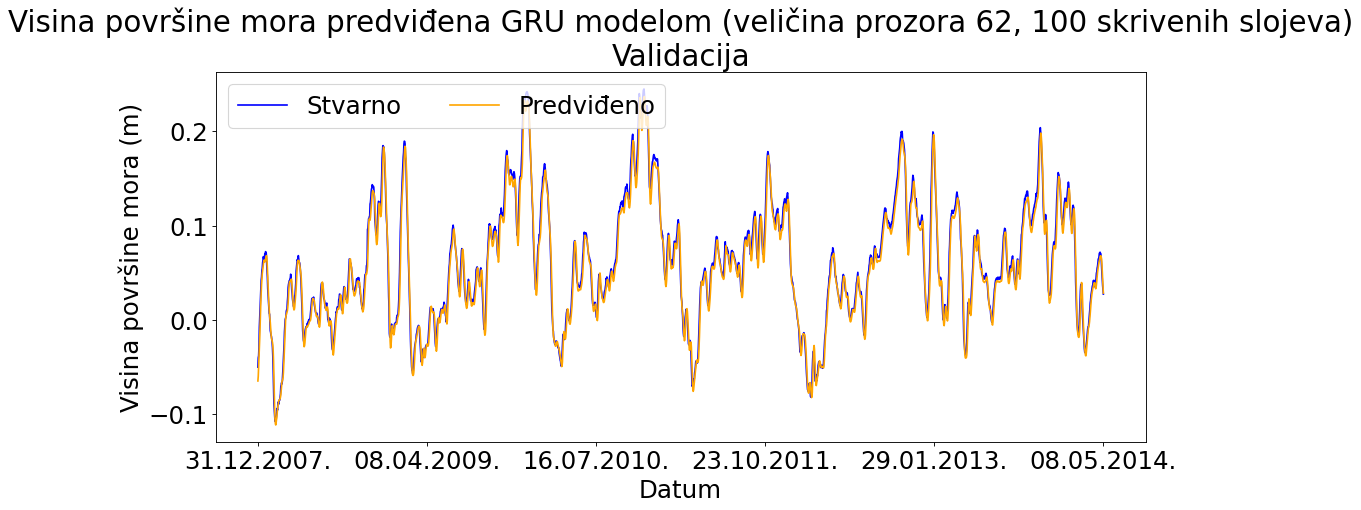 Visina površine mora predviđena GRU modelom (veličina prozora 62, 100 skrivenih slojeva)
Validacija
Stvarno Predviđeno
Visina površine mora (m)
0.2
0.1
0.0
−0.1
31.12.2007. 08.04.2009. 16.07.2010. 23.10.2011. 29.01.2013. 08.05.2014.
Datum